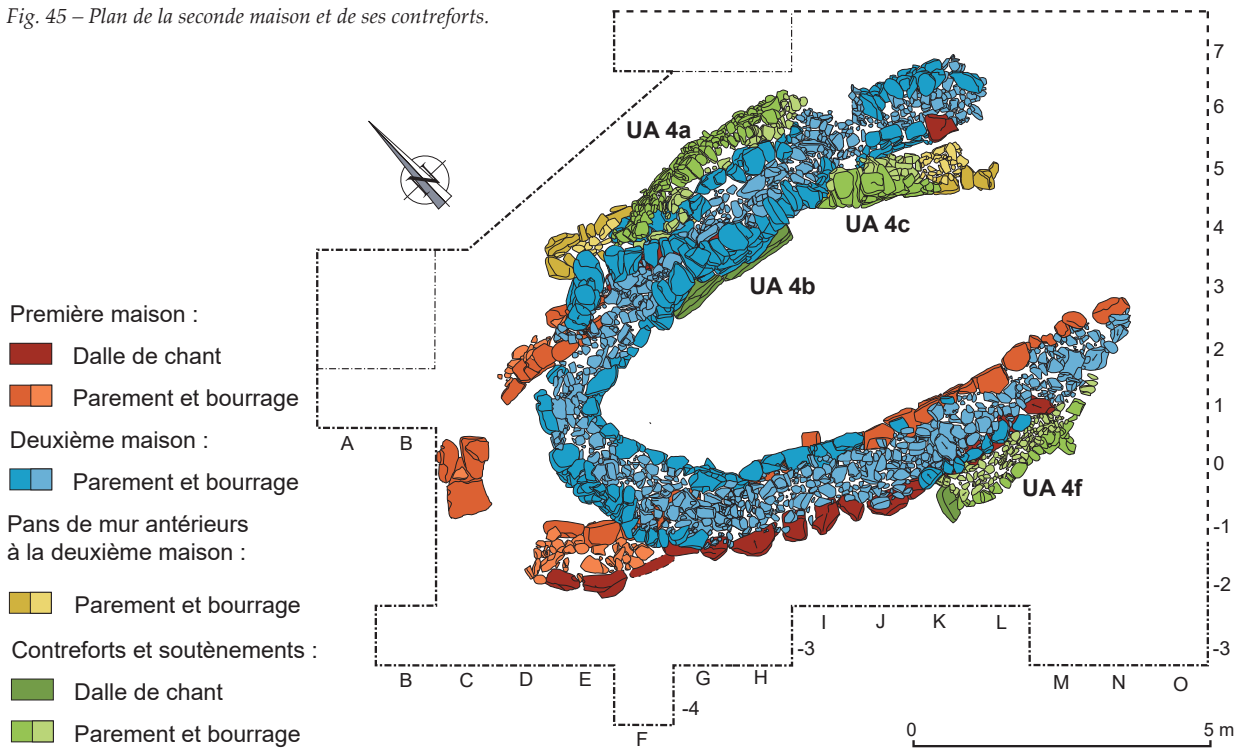 Fig. 45 – Plan de la seconde maison et de ses contreforts.
7
6
5
4
3
2
1
0
-1
-2
-3
UA 4a
UA 4c
UA 4b
UA 4f
Première maison :
Dalle de chant
Parement et bourrage
Deuxième maison :
Parement et bourrage
Pans de mur antérieurs
à la deuxième maison :
Parement et bourrage
Contreforts et soutènements :
Dalle de chant
Parement et bourrage
A B
I J K L
-3
B C D E
G H
M N O
-4
F
0 5 m
N